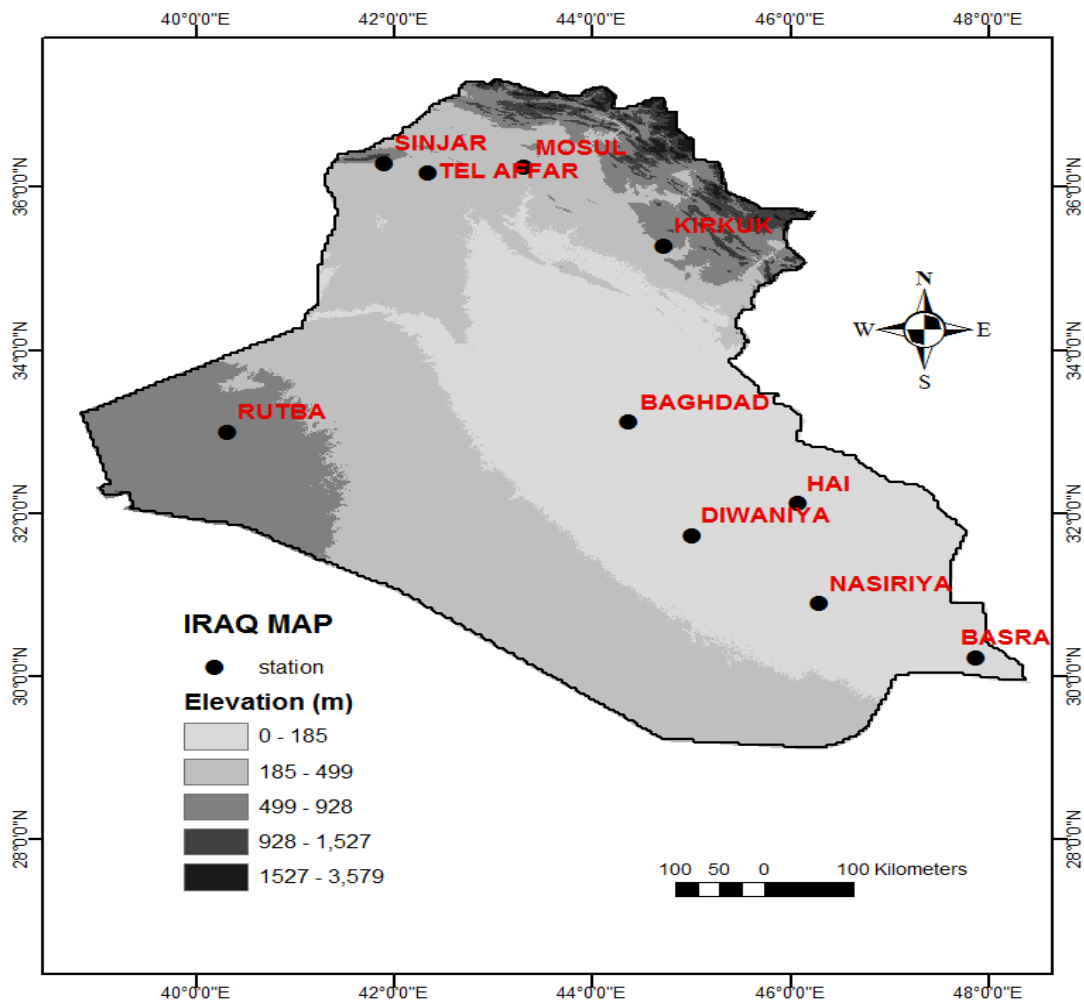 40°0'0"E 42°0'0"E 44°0'0"E 46°0'0"E 48°0'0"E
36°0'0"N
34°0'0"N
32°0'0"N
30°0'0"N
28°0'0"N
36°0'0"N
34°0'0"N
32°0'0"N
30°0'0"N
28°0'0"N
SINJAR
MOSUL
TEL AFFAR
KIRKUK
N
W E
S
BAGHDAD
RUTBA
HAI
DIWANIYA
NASIRIYA
BASRA
IRAQ MAP
station
Elevation (m)
0 - 185
185 - 499
499 - 928
928 - 1,527
1527 - 3,579
100 50 0 100 Kilometers
40°0'0"E 42°0'0"E 44°0'0"E 46°0'0"E 48°0'0"E